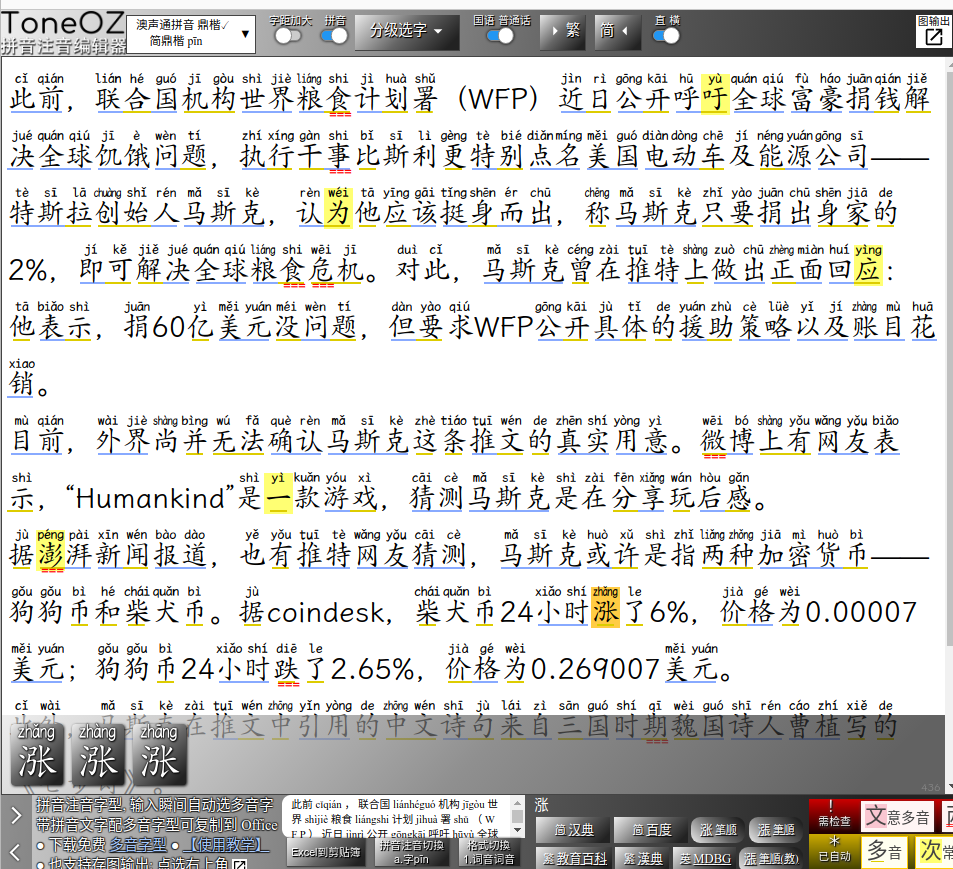 ToneOZ
拼音注音编辑器
澳声通拼音 鼎楷✓
简鼎楷 pīn
字距加大 拼音
分级选字
国语 普通话
繁 简
直 横
图输出
cǐ qián lián hé guó jī gòu shì jiè liáng shi jì huà shǔ jìn rì gōng kāi hū yù quán qiú fù háo juān qián jiě
此前，联合国机构世界粮食计划署（WFP）近日公开呼吁全球富豪捐钱解
jué quán qiú jī è wèn tí zhí xíng gàn shi bǐ sī lì gèng tè bié diǎn míng měi guó diàn dòng chē jí néng yuán gōng sī
决全球饥饿问题，执行干事比斯利更特别点名美国电动车及能源公司——
tè sī lā chuàng shǐ rén mǎ sī kè rèn wéi tā yīng gāi tǐng shēn ér chū chēng mǎ sī kè zhǐ yào juān chū shēn jiā de
特斯拉创始人马斯克，认为他应该挺身而出，称马斯克只要捐出身家的
jí kě jiě jué quán qiú liáng shi wēi jī duì cǐ mǎ sī kè céng zài tuī tè shàng zuò chū zhèng miàn huí yìng
2%，即可解决全球粮食危机。对此，马斯克曾在推特上做出正面回应：
tā biǎo shì juān yì měi yuán méi wèn tí dàn yào qiú gōng kāi jù tǐ de yuán zhù cè lüè yǐ jí zhàng mù huā
他表示，捐60亿美元没问题，但要求WFP公开具体的援助策略以及账目花
xiao
销。
mù qián wài jiè shàng bìng wú fǎ què rèn mǎ sī kè zhè tiáo tuī wén de zhēn shí yòng yì wēi bó shàng yǒu wǎng yǒu biǎo
目前，外界尚并无法确认马斯克这条推文的真实用意。微博上有网友表
shì shì yì kuǎn yóu xì cāi cè mǎ sī kè shì zài fēn xiǎng wán hòu gǎn
示，“Humankind”是一款游戏，猜测马斯克是在分享玩后感。
jù péng pài xīn wén bào dào yě yǒu tuī tè wǎng yǒu cāi cè mǎ sī kè huò xǔ shì zhǐ liǎng zhǒng jiā mì huò bì
据澎湃新闻报道，也有推特网友猜测，马斯克或许是指两种加密货币——
gǒu gǒu bì hé chái quǎn bì jù chái quǎn bì xiǎo shí zhǎng le jià gé wèi
狗狗币和柴犬币。据coindesk，柴犬币24小时涨了6%，价格为0.00007
měi yuán gǒu gǒu bì xiǎo shí diē le jià gé wèi měi yuán
美元；狗狗币24小时跌了2.65%，价格为0.269007美元。
cǐ wài mǎ sī kè zài tuī wén zhōng yǐn yòng de zhōng wén shī jù lái zì sān guó shí qī wèi guó shī rén cáo zhí xiě de
此外，马斯克在推文中引用的中文诗句来自三国时期魏国诗人曹植写的
zhǎng zhǎng zhǎng
涨 涨 涨
436
拼音注音字型, 输入瞬间自动选多音字
带拼音文字配多音字型可复制到 Office
● 下载免费 多音字型 ● 【使用教学】
● 也支持存图输出: 点选右上角
此前 cǐqián， 联合国 liánhéguó 机构 jīgòu 世
界 shìjiè 粮食 liángshi 计划 jìhuà 署 shǔ （W
F P ） 近日 jìnrì 公开 gōngkāi 呼吁 hūyù 全球
Excel到剪贴簿
拼音注音切换
a.字pīn
格式切换
1.词音词音
涨
简 汉典
简 百度
涨 筆順
涨 筆順
繁 教育百科
繁 漢典
英 MDBG
涨 筆順(教)
！
需检查
文意多音
＊
已自动
多音
次常